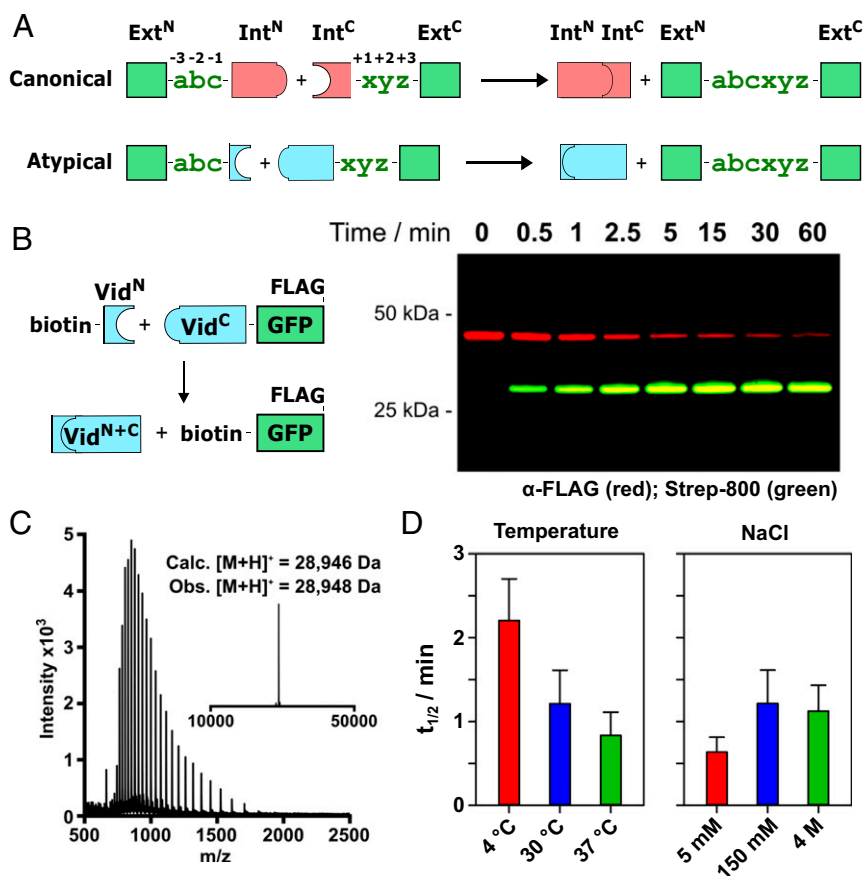 A
Ext^N Int^N Int^C Ext^C Int^N Int^C Ext^N Ext^C
-3 -2 -1 +1 +2 +3
Canonical abc + xyz + abcxyz
Atypical abc + xyz + abcxyz
B
Time / min 0 0.5 1 2.5 5 15 30 60
Vid^N FLAG
biotin + Vid^C GFP
FLAG
Vid^N+C + biotin GFP
50 kDa -
25 kDa -
α-FLAG (red); Strep-800 (green)
C
Intensity x10³
5
4
3
2
1
0
Calc. [M+H]⁺ = 28,946 Da
Obs. [M+H]⁺ = 28,948 Da
10000 50000
500 1000 1500 2000 2500
m/z
D
Temperature NaCl
t1/2 / min
3
2
1
0
4 °C 30 °C 37 °C 5 mM 150 mM 4 M